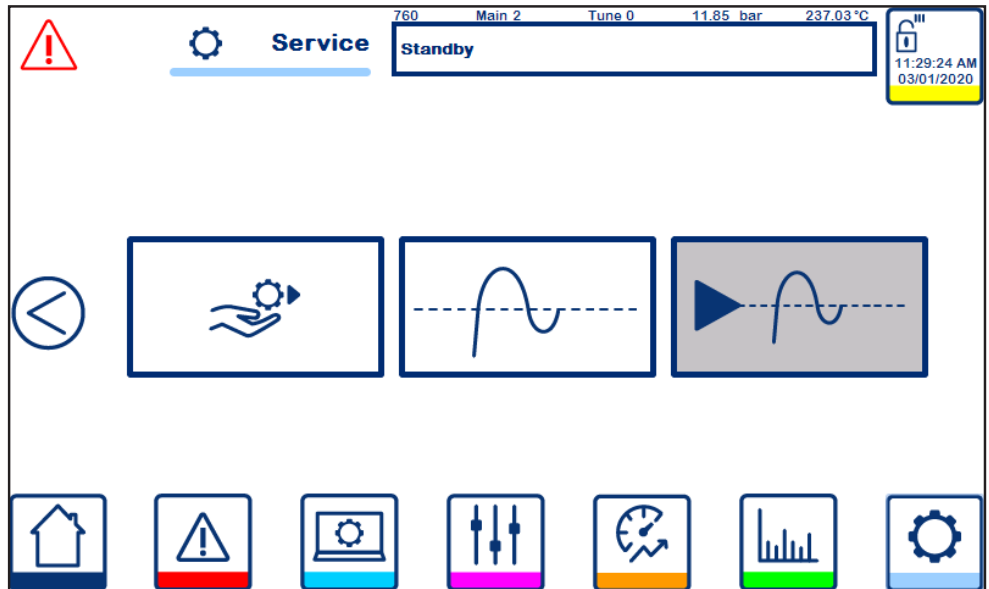 760 Main 2 Tune 0 11.85 bar 237.03 °C
Service
Standby
11:29:24 AM
03/01/2020